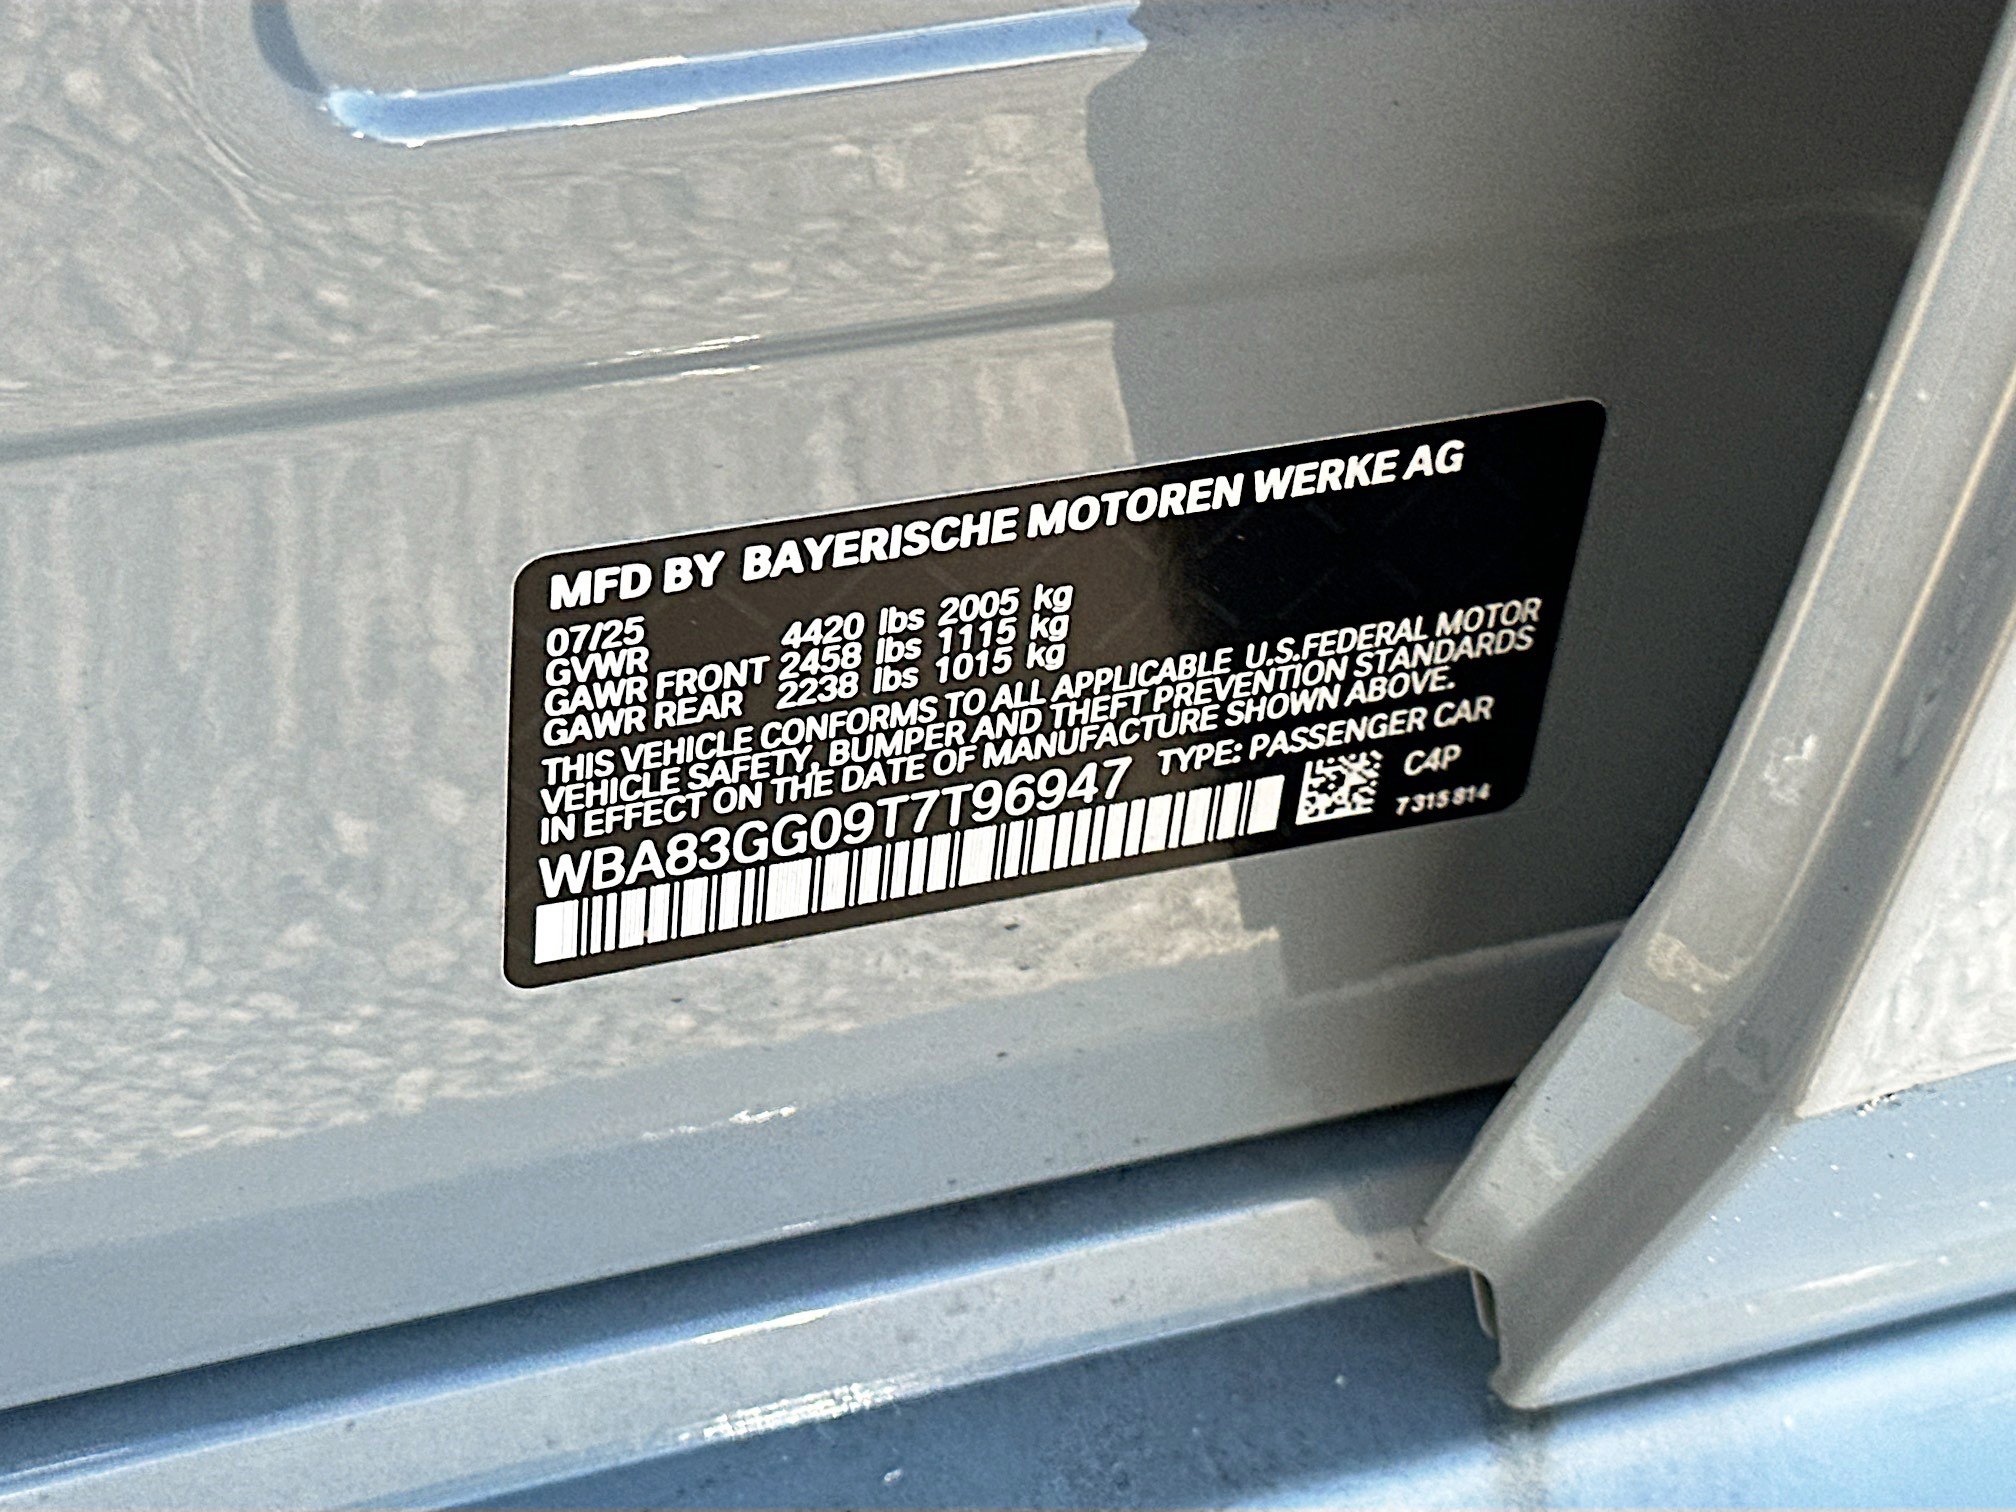 MFD BY BAYERISCHE MOTOREN WERKE AG
07/25
GVWR 4420 lbs 2005 kg
GAWR FRONT 2458 lbs 1115 kg
GAWR REAR 2238 lbs 1015 kg
THIS VEHICLE CONFORMS TO ALL APPLICABLE U.S.FEDERAL MOTOR
VEHICLE SAFETY, BUMPER AND THEFT PREVENTION STANDARDS
IN EFFECT ON THE DATE OF MANUFACTURE SHOWN ABOVE.
WBA83GG09T7T96947 TYPE: PASSENGER CAR
C4P
7 315 814